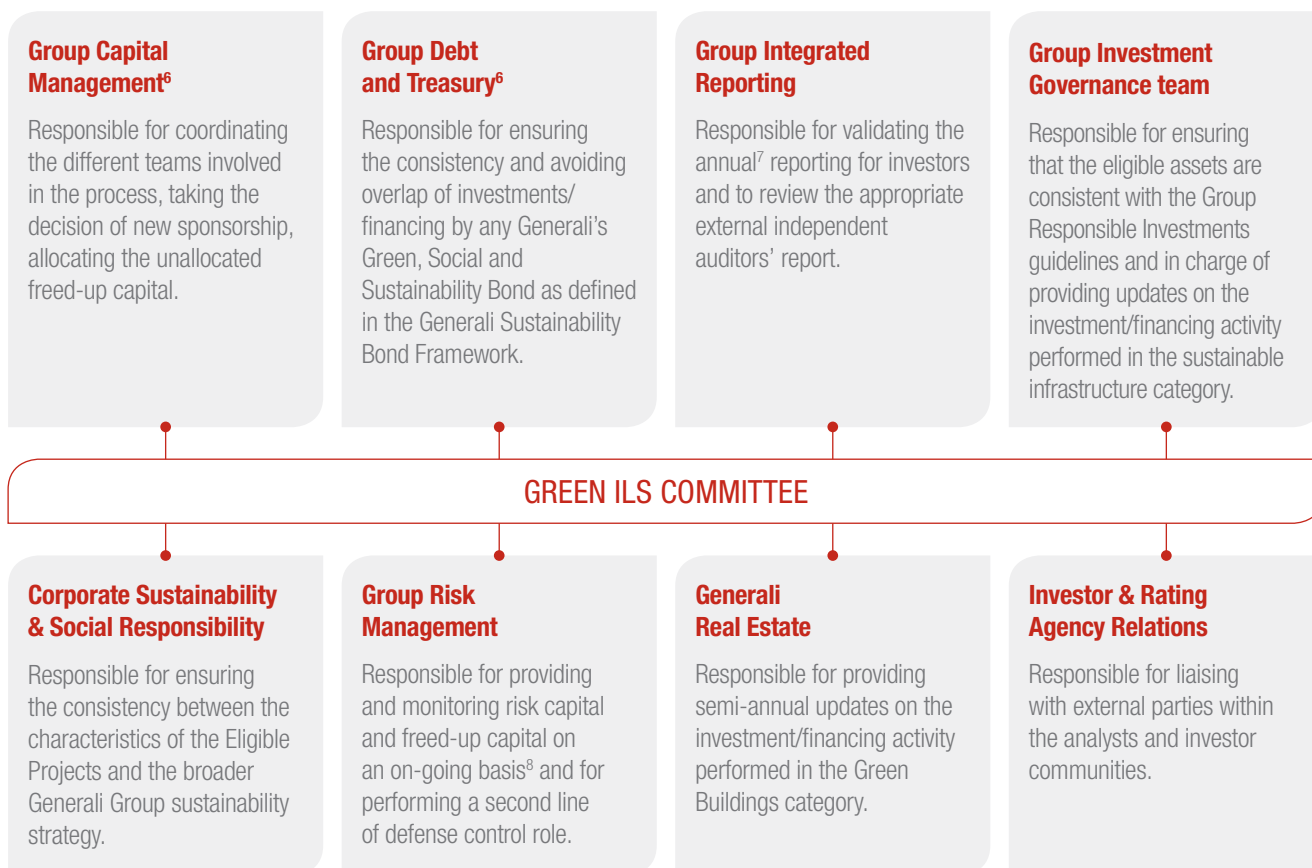 Group Capital
Management⁶
Responsible for coordinating
the different teams involved
in the process, taking the
decision of new sponsorship,
allocating the unallocated
freed-up capital.
Group Debt
and Treasury⁶
Responsible for ensuring
the consistency and avoiding
overlap of investments/
financing by any Generali’s
Green, Social and
Sustainability Bond as defined
in the Generali Sustainability
Bond Framework.
Group Integrated
Reporting
Responsible for validating the
annual⁷ reporting for investors
and to review the appropriate
external independent
auditors’ report.
Group Investment
Governance team
Responsible for ensuring
that the eligible assets are
consistent with the Group
Responsible Investments
guidelines and in charge of
providing updates on the
investment/financing activity
performed in the sustainable
infrastructure category.
GREEN ILS COMMITTEE
Corporate Sustainability
& Social Responsibility
Responsible for ensuring
the consistency between the
characteristics of the Eligible
Projects and the broader
Generali Group sustainability
strategy.
Group Risk
Management
Responsible for providing
and monitoring risk capital
and freed-up capital on
an on-going basis⁸ and for
performing a second line
of defense control role.
Generali
Real Estate
Responsible for providing
semi-annual updates on the
investment/financing activity
performed in the Green
Buildings category.
Investor & Rating
Agency Relations
Responsible for liaising
with external parties within
the analysts and investor
communities.